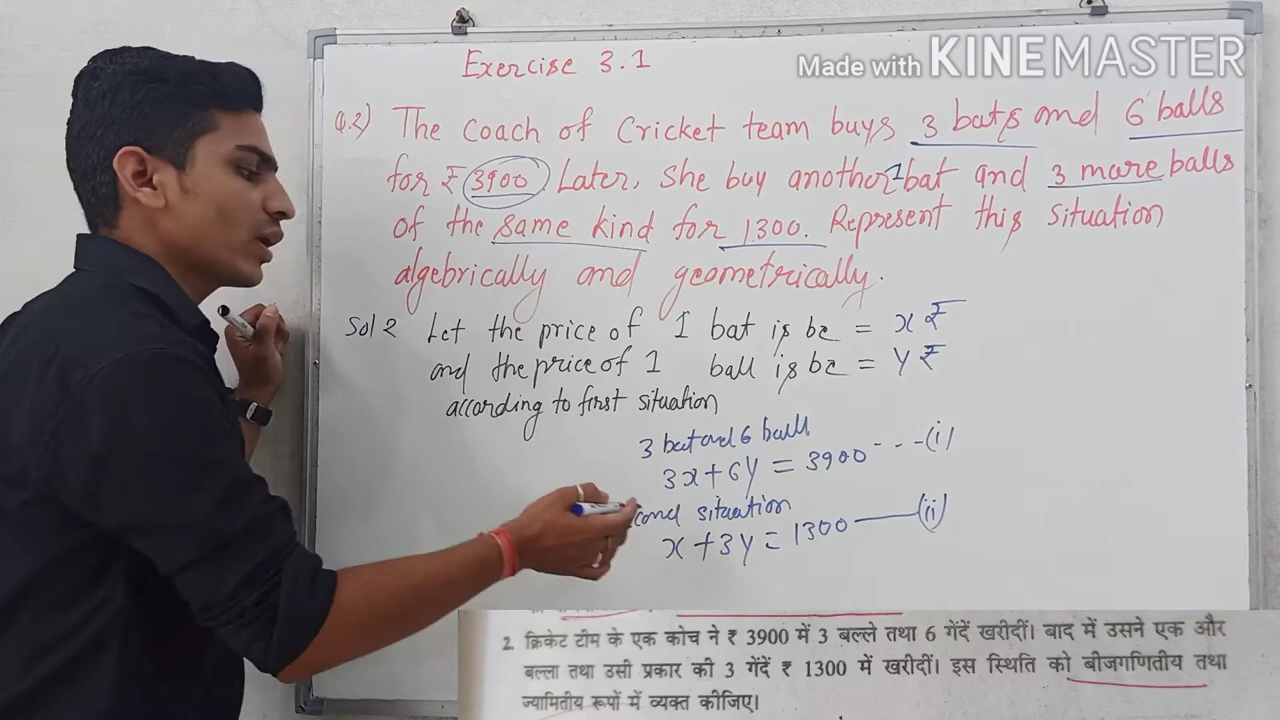 Exercise 3.1
Made with KINEMASTER
Q.2) The Coach of Cricket team buys 3 bats and 6 balls
for ₹ 3900. Later, She buy another 1 bat and 3 more balls
of the same kind for 1300. Represent this situation
algebrically and geometrically.
Sol 2 Let the price of 1 bat is be = x ₹
and the price of 1 ball is be = y ₹
according to first situation
3 bat and 6 ball
3x + 6y = 3900 - - - (i)
situation
x + 3y = 1300 — (ii)
2. क्रिकेट टीम के एक कोच ने ₹ 3900 में 3 बल्ले तथा 6 गेंदें खरीदीं। बाद में उसने एक और
बल्ला तथा उसी प्रकार की 3 गेंदें ₹ 1300 में खरीदीं। इस स्थिति को बीजगणितीय तथा
ज्यामितीय रूपों में व्यक्त कीजिए।